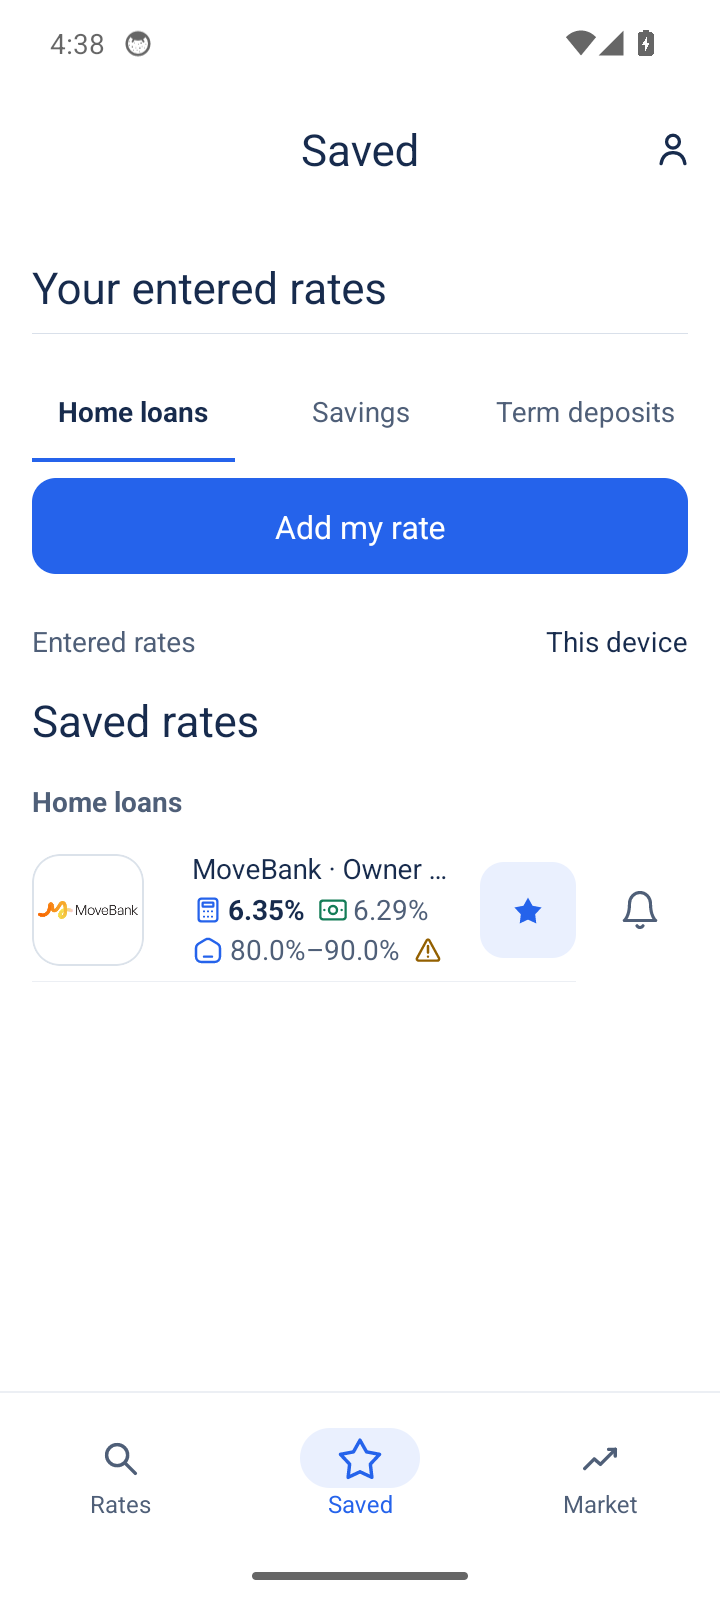 4:38
Saved
Your entered rates
Home loans
Savings
Term deposits
Add my rate
Entered rates
This device
Saved rates
Home loans
MoveBank
MoveBank · Owner ...
6.35% 6.29%
80.0%–90.0%
Rates
Saved
Market